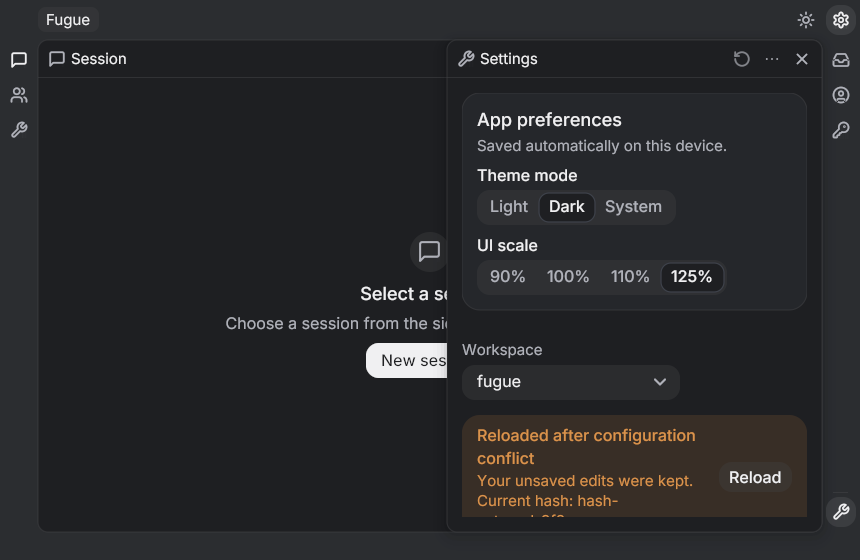 Fugue
Session
Settings
App preferences
Saved automatically on this device.
Theme mode
Light Dark System
UI scale
90% 100% 110% 125%
Select a se
Choose a session from the si
New ses
Workspace
fugue
Reloaded after configuration
conflict
Your unsaved edits were kept.
Current hash: hash-
Reload